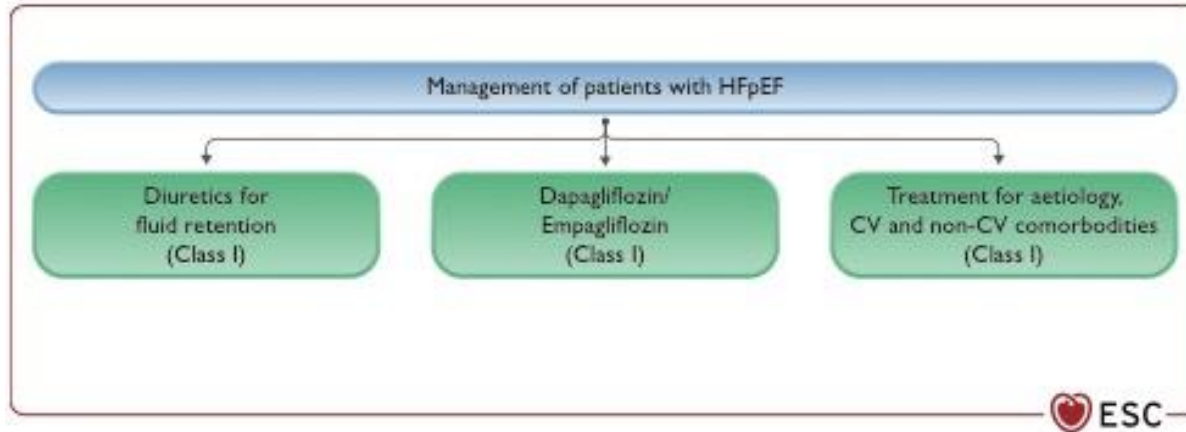 Management of patients with HFpEF
Diuretics for
fluid retention
(Class I)
Dapagliflozin/
Empagliflozin
(Class I)
Treatment for aetiology,
CV and non-CV comorbodities
(Class I)
ESC